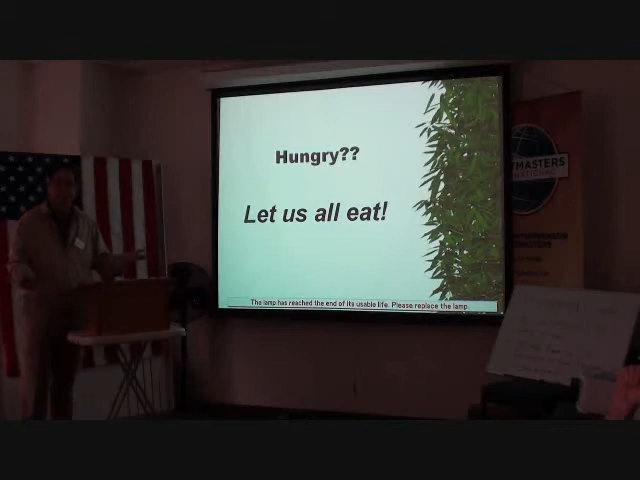 Hungry??
Let us all eat!
The lamp has reached the end of its usable life. Please replace the lamp.
TMASTERS